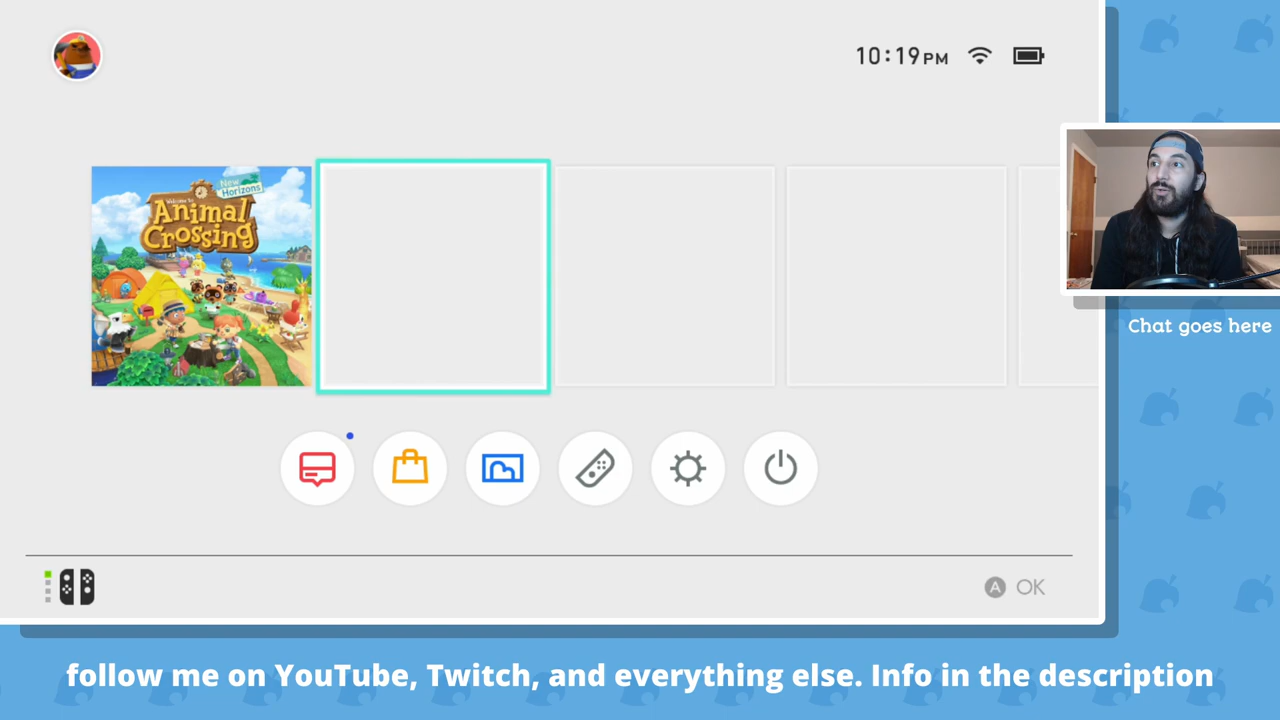 10:19PM
New
Horizons
Welcome to
Animal
Crossing
Chat goes here
A OK
follow me on YouTube, Twitch, and everything else. Info in the description